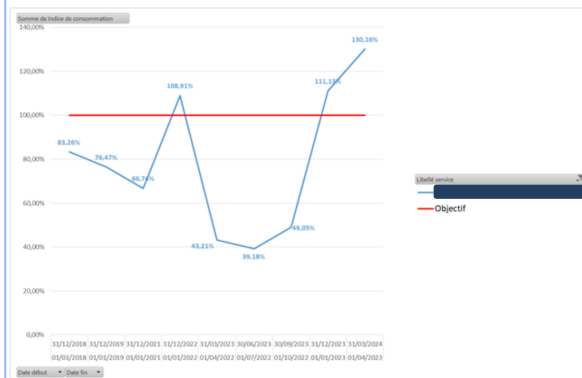 Somme de Indice de consommation
140,00%
120,00%
100,00%
80,00%
60,00%
40,00%
20,00%
0,00%
83,26%
76,47%
66,74%
108,91%
43,21%
39,18%
49,05%
111,13%
130,16%
31/12/2018 31/12/2019 31/12/2021 31/12/2022 31/03/2023 30/06/2023 30/09/2023 31/12/2023 31/03/2024
01/01/2018 01/01/2019 01/01/2021 01/01/2022 01/04/2022 01/07/2022 01/10/2022 01/01/2023 01/04/2023
Date début Date fin
Libellé service
Objectif